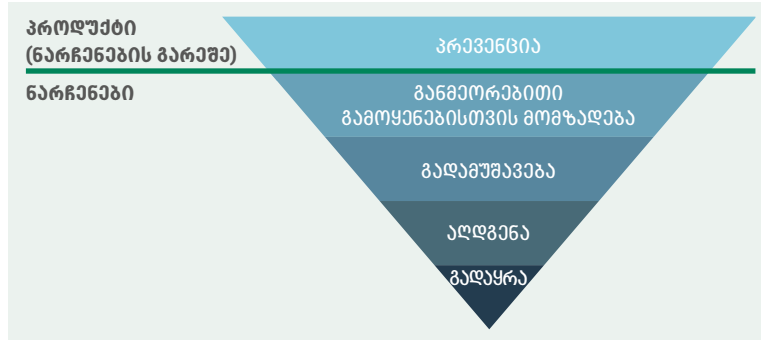 პროდუქტი
(ნარჩენების გარეშე)
პრევენცია
ნარჩენები
განმეორებითი
გამოყენებისთვის მომზადება
გადამუშავება
აღდგენა
გადაყრა